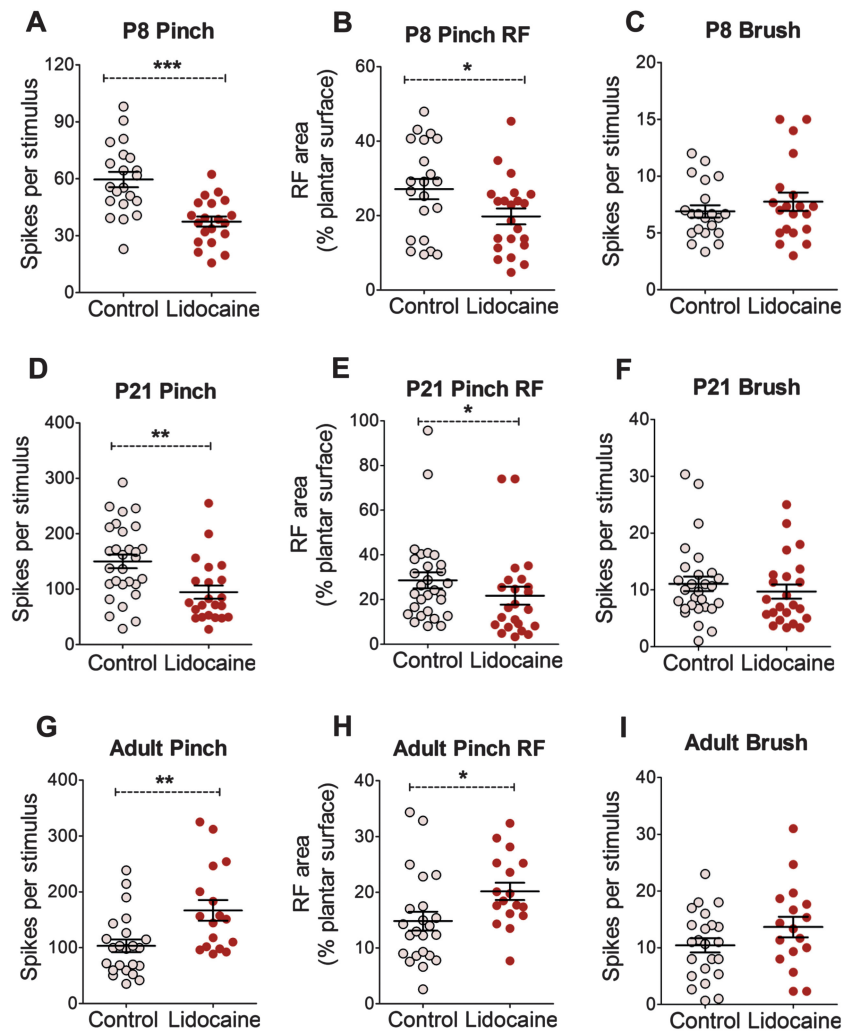 A
P8 Pinch
Spikes per stimulus
120
90
60
30
0
***
Control Lidocaine
B
P8 Pinch RF
RF area
(% plantar surface)
60
40
20
0
*
Control Lidocaine
C
P8 Brush
Spikes per stimulus
20
15
10
5
0
Control Lidocaine
D
P21 Pinch
Spikes per stimulus
400
300
200
100
0
**
Control Lidocaine
E
P21 Pinch RF
RF area
(% plantar surface)
100
80
60
40
20
0
*
Control Lidocaine
F
P21 Brush
Spikes per stimulus
40
30
20
10
0
Control Lidocaine
G
Adult Pinch
Spikes per stimulus
400
300
200
100
0
**
Control Lidocaine
H
Adult Pinch RF
RF area
(% plantar surface)
40
30
20
10
0
*
Control Lidocaine
I
Adult Brush
Spikes per stimulus
40
30
20
10
0
Control Lidocaine